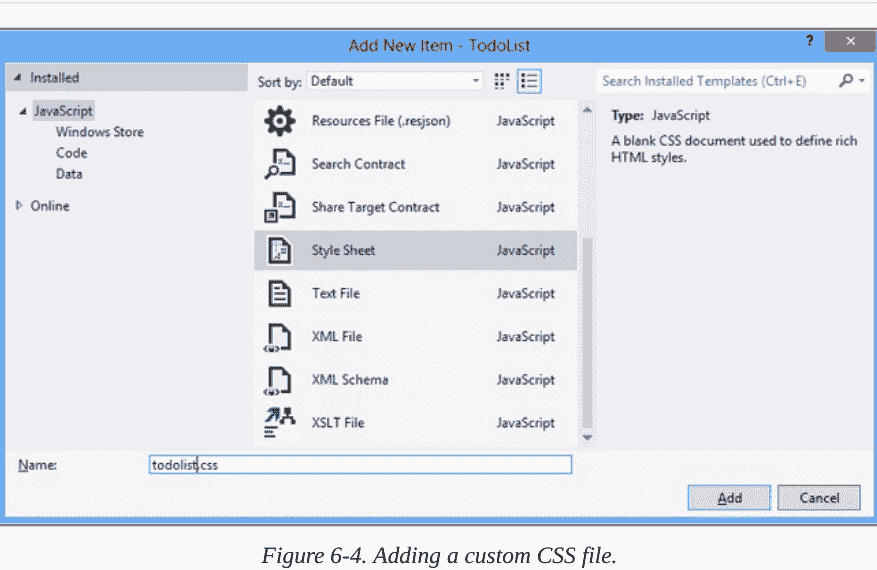 Add New Item - TodoList
?
Installed
JavaScript
Windows Store
Code
Data
Online
Sort by: Default
Search Installed Templates (Ctrl+E)
Resources File (.resjson) JavaScript
Search Contract JavaScript
Share Target Contract JavaScript
Style Sheet JavaScript
Text File JavaScript
XML File JavaScript
XML Schema JavaScript
XSLT File JavaScript
Type: JavaScript
A blank CSS document used to define rich
HTML styles.
Name: todolist.css
Add Cancel
Figure 6-4. Adding a custom CSS file.